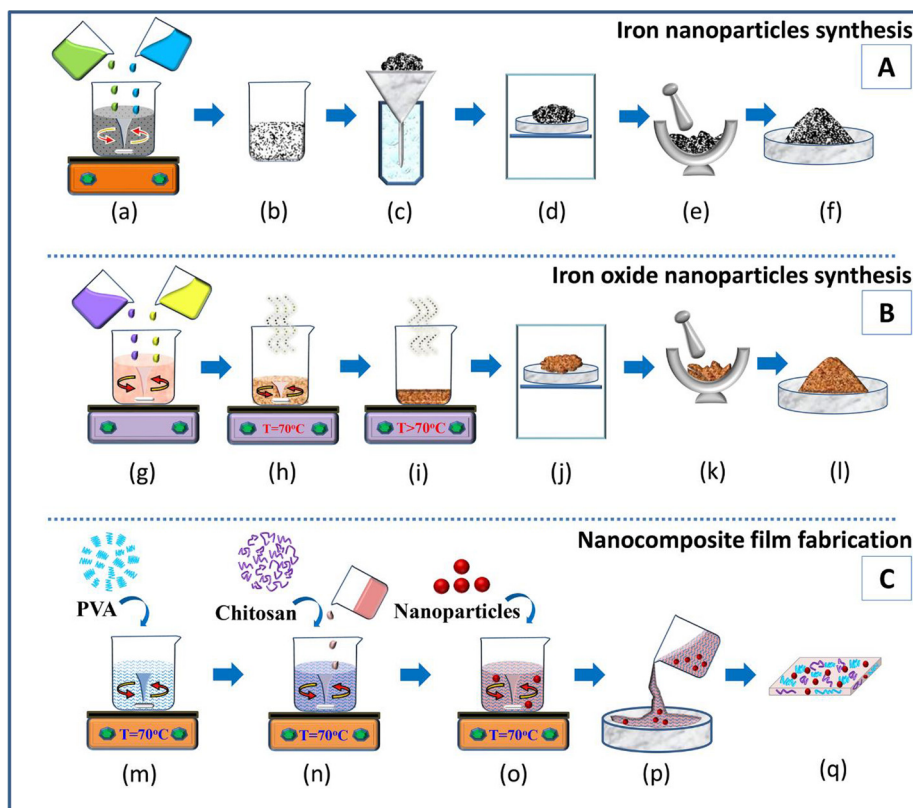 Iron nanoparticles synthesis
A
(a)
(b)
(c)
(d)
(e)
(f)
Iron oxide nanoparticles synthesis
B
T=70°C
T>70°C
(g)
(h)
(i)
(j)
(k)
(l)
Nanocomposite film fabrication
C
PVA
Chitosan
Nanoparticles
T=70°C
T=70°C
T=70°C
(m)
(n)
(o)
(p)
(q)